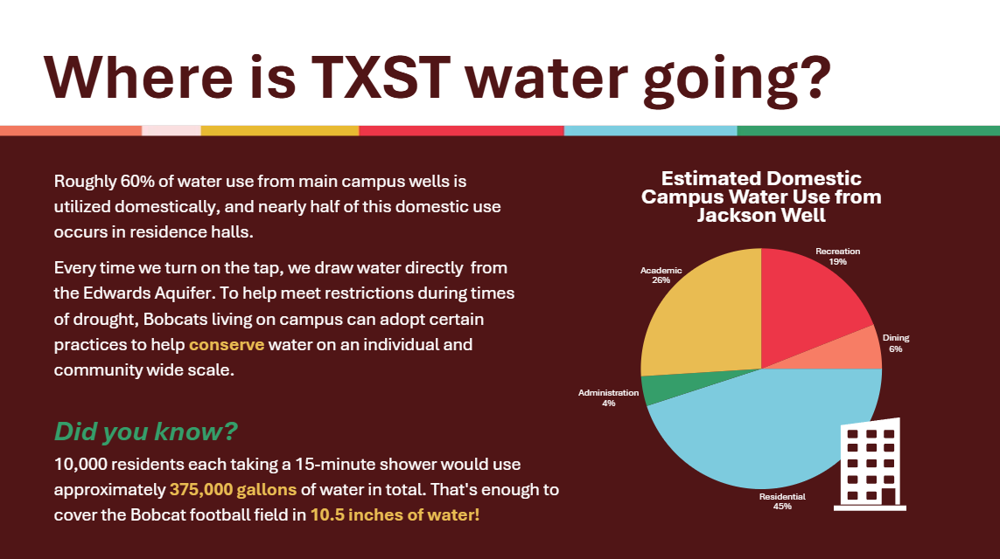 Where is TXST water going?
Roughly 60% of water use from main campus wells is
utilized domestically, and nearly half of this domestic use
occurs in residence halls.
Every time we turn on the tap, we draw water directly  from
the Edwards Aquifer. To help meet restrictions during times
of drought, Bobcats living on campus can adopt certain
practices to help conserve water on an individual and
community wide scale.
Did you know?
10,000 residents each taking a 15-minute shower would use
approximately 375,000 gallons of water in total. That's enough to
cover the Bobcat football field in 10.5 inches of water!
Estimated Domestic
Campus Water Use from
Jackson Well
Recreation
19%
Dining
6%
Residential
45%
Administration
4%
Academic
26%